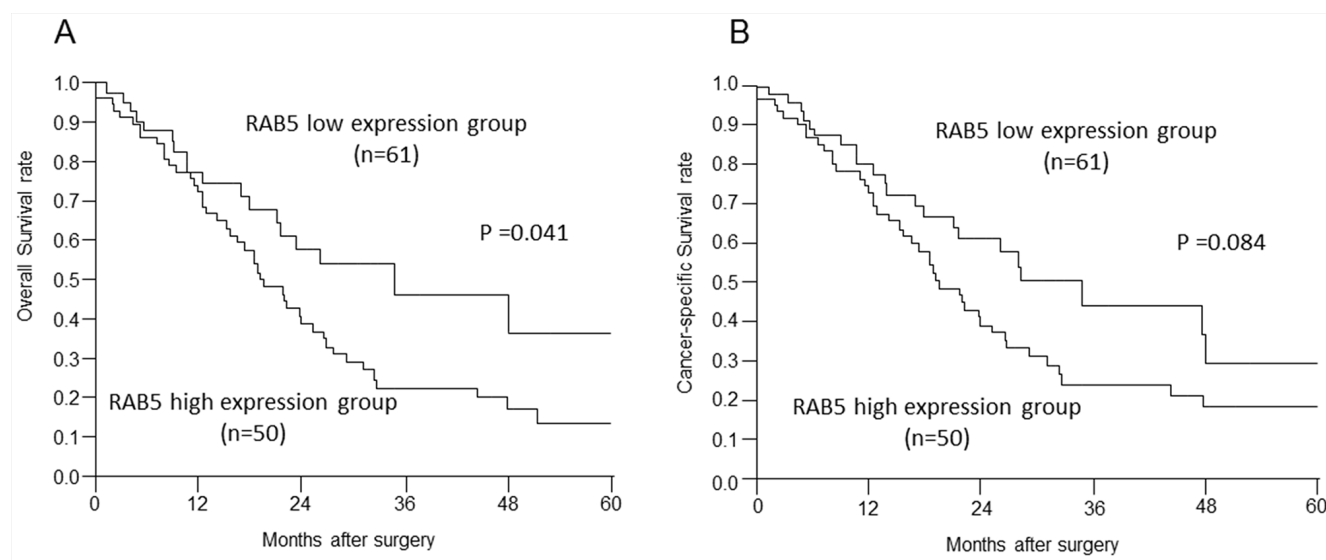 A
Overall Survival rate
1.0
0.9
0.8
0.7
0.6
0.5
0.4
0.3
0.2
0.1
0.0
RAB5 low expression group
(n=61)
P =0.041
RAB5 high expression group
(n=50)
0 12 24 36 48 60
Months after surgery
B
Cancer-specific Survival rate
1.0
0.9
0.8
0.7
0.6
0.5
0.4
0.3
0.2
0.1
0.0
RAB5 low expression group
(n=61)
P =0.084
RAB5 high expression group
(n=50)
0 12 24 36 48 60
Months after surgery